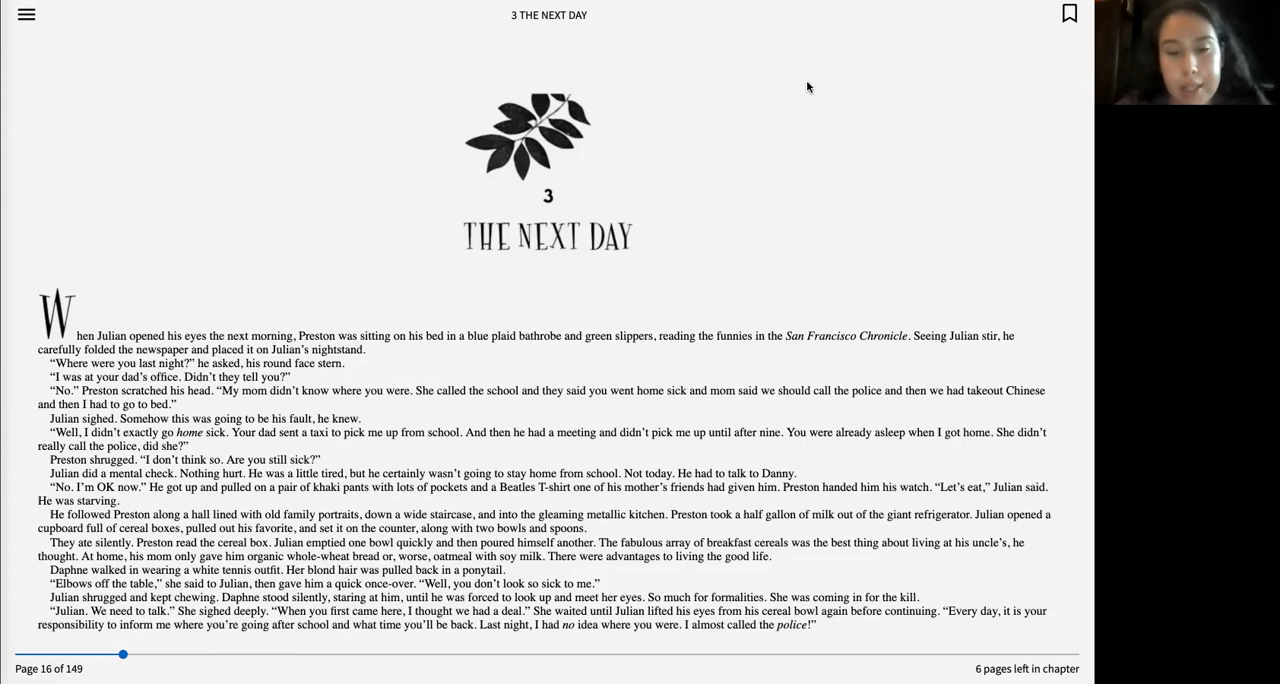 3 THE NEXT DAY
3
THE NEXT DAY
When Julian opened his eyes the next morning, Preston was sitting on his bed in a blue plaid bathrobe and green slippers, reading the funnies in the San Francisco Chronicle. Seeing Julian stir, he
carefully folded the newspaper and placed it on Julian’s nightstand.
“Where were you last night?” he asked, his round face stern.
“I was at your dad’s office. Didn’t they tell you?”
“No.” Preston scratched his head. “My mom didn’t know where you were. She called the school and they said you went home sick and mom said we should call the police and then we had takeout Chinese
and then I had to go to bed.”
Julian sighed. Somehow this was going to be his fault, he knew.
“Well, I didn’t exactly go home sick. Your dad sent a taxi to pick me up from school. And then he had a meeting and didn’t pick me up until after nine. You were already asleep when I got home. She didn’t
really call the police, did she?”
Preston shrugged. “I don’t think so. Are you still sick?”
Julian did a mental check. Nothing hurt. He was a little tired, but he certainly wasn’t going to stay home from school. Not today. He had to talk to Danny.
“No. I’m OK now.” He got up and pulled on a pair of khaki pants with lots of pockets and a Beatles T-shirt one of his mother’s friends had given him. Preston handed him his watch. “Let’s eat,” Julian said.
He was starving.
He followed Preston along a hall lined with old family portraits, down a wide staircase, and into the gleaming metallic kitchen. Preston took a half gallon of milk out of the giant refrigerator. Julian opened a
cupboard full of cereal boxes, pulled out his favorite, and set it on the counter, along with two bowls and spoons.
They ate silently. Preston read the cereal box. Julian emptied one bowl quickly and then poured himself another. The fabulous array of breakfast cereals was the best thing about living at his uncle’s, he
thought. At home, his mom only gave him organic whole-wheat bread or, worse, oatmeal with soy milk. There were advantages to living the good life.
Daphne walked in wearing a white tennis outfit. Her blond hair was pulled back in a ponytail.
“Elbows off the table,” she said to Julian, then gave him a quick once-over. “Well, you don’t look so sick to me.”
Julian shrugged and kept chewing. Daphne stood silently, staring at him, until he was forced to look up and meet her eyes. So much for formalities. She was coming in for the kill.
“Julian. We need to talk.” She sighed deeply. “When you first came here, I thought we had a deal.” She waited until Julian lifted his eyes from his cereal bowl again before continuing. “Every day, it is your
responsibility to inform me where you’re going after school and what time you’ll be back. Last night, I had no idea where you were. I almost called the police!”
Page 16 of 149
6 pages left in chapter